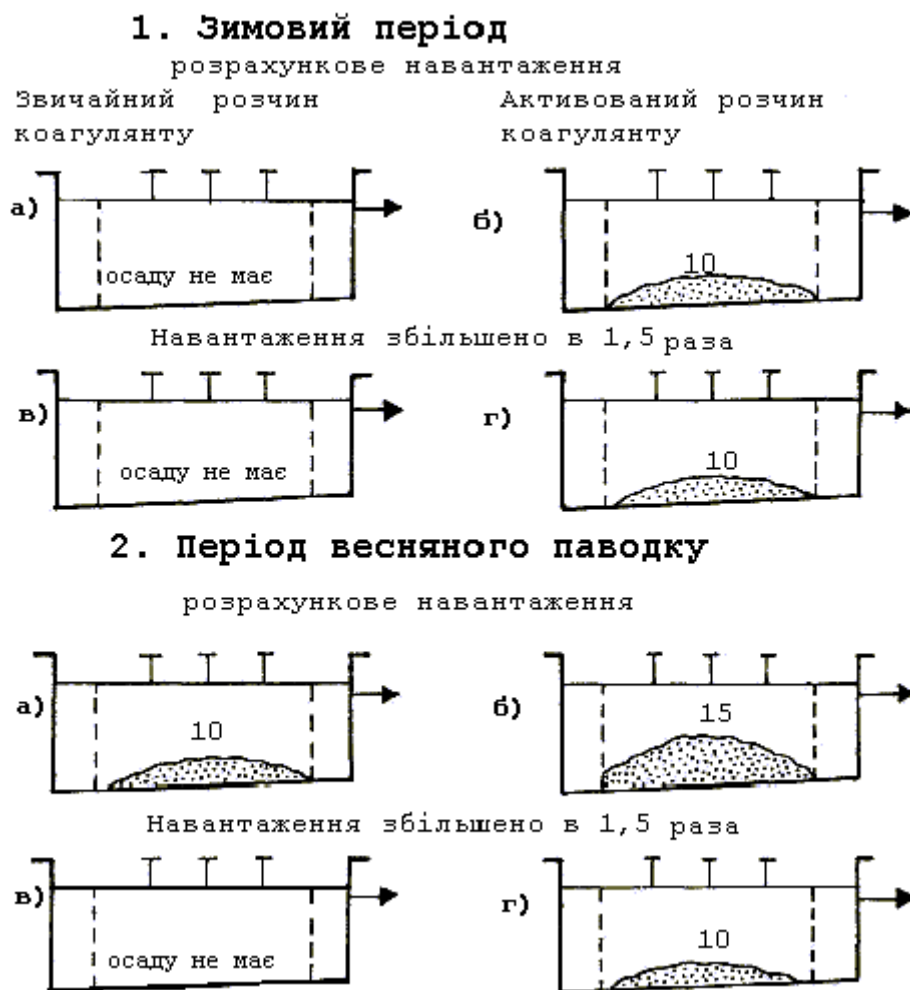 1. Зимовий період
розрахункове навантаження
Звичайний розчин коагулянту
Активований розчин коагулянту
а)
осаду не має
б)
10
Навантаження збільшено в 1,5 раза
в)
осаду не має
г)
10
2. Період весняного паводку
розрахункове навантаження
а)
10
б)
15
Навантаження збільшено в 1,5 раза
в)
осаду не має
г)
10